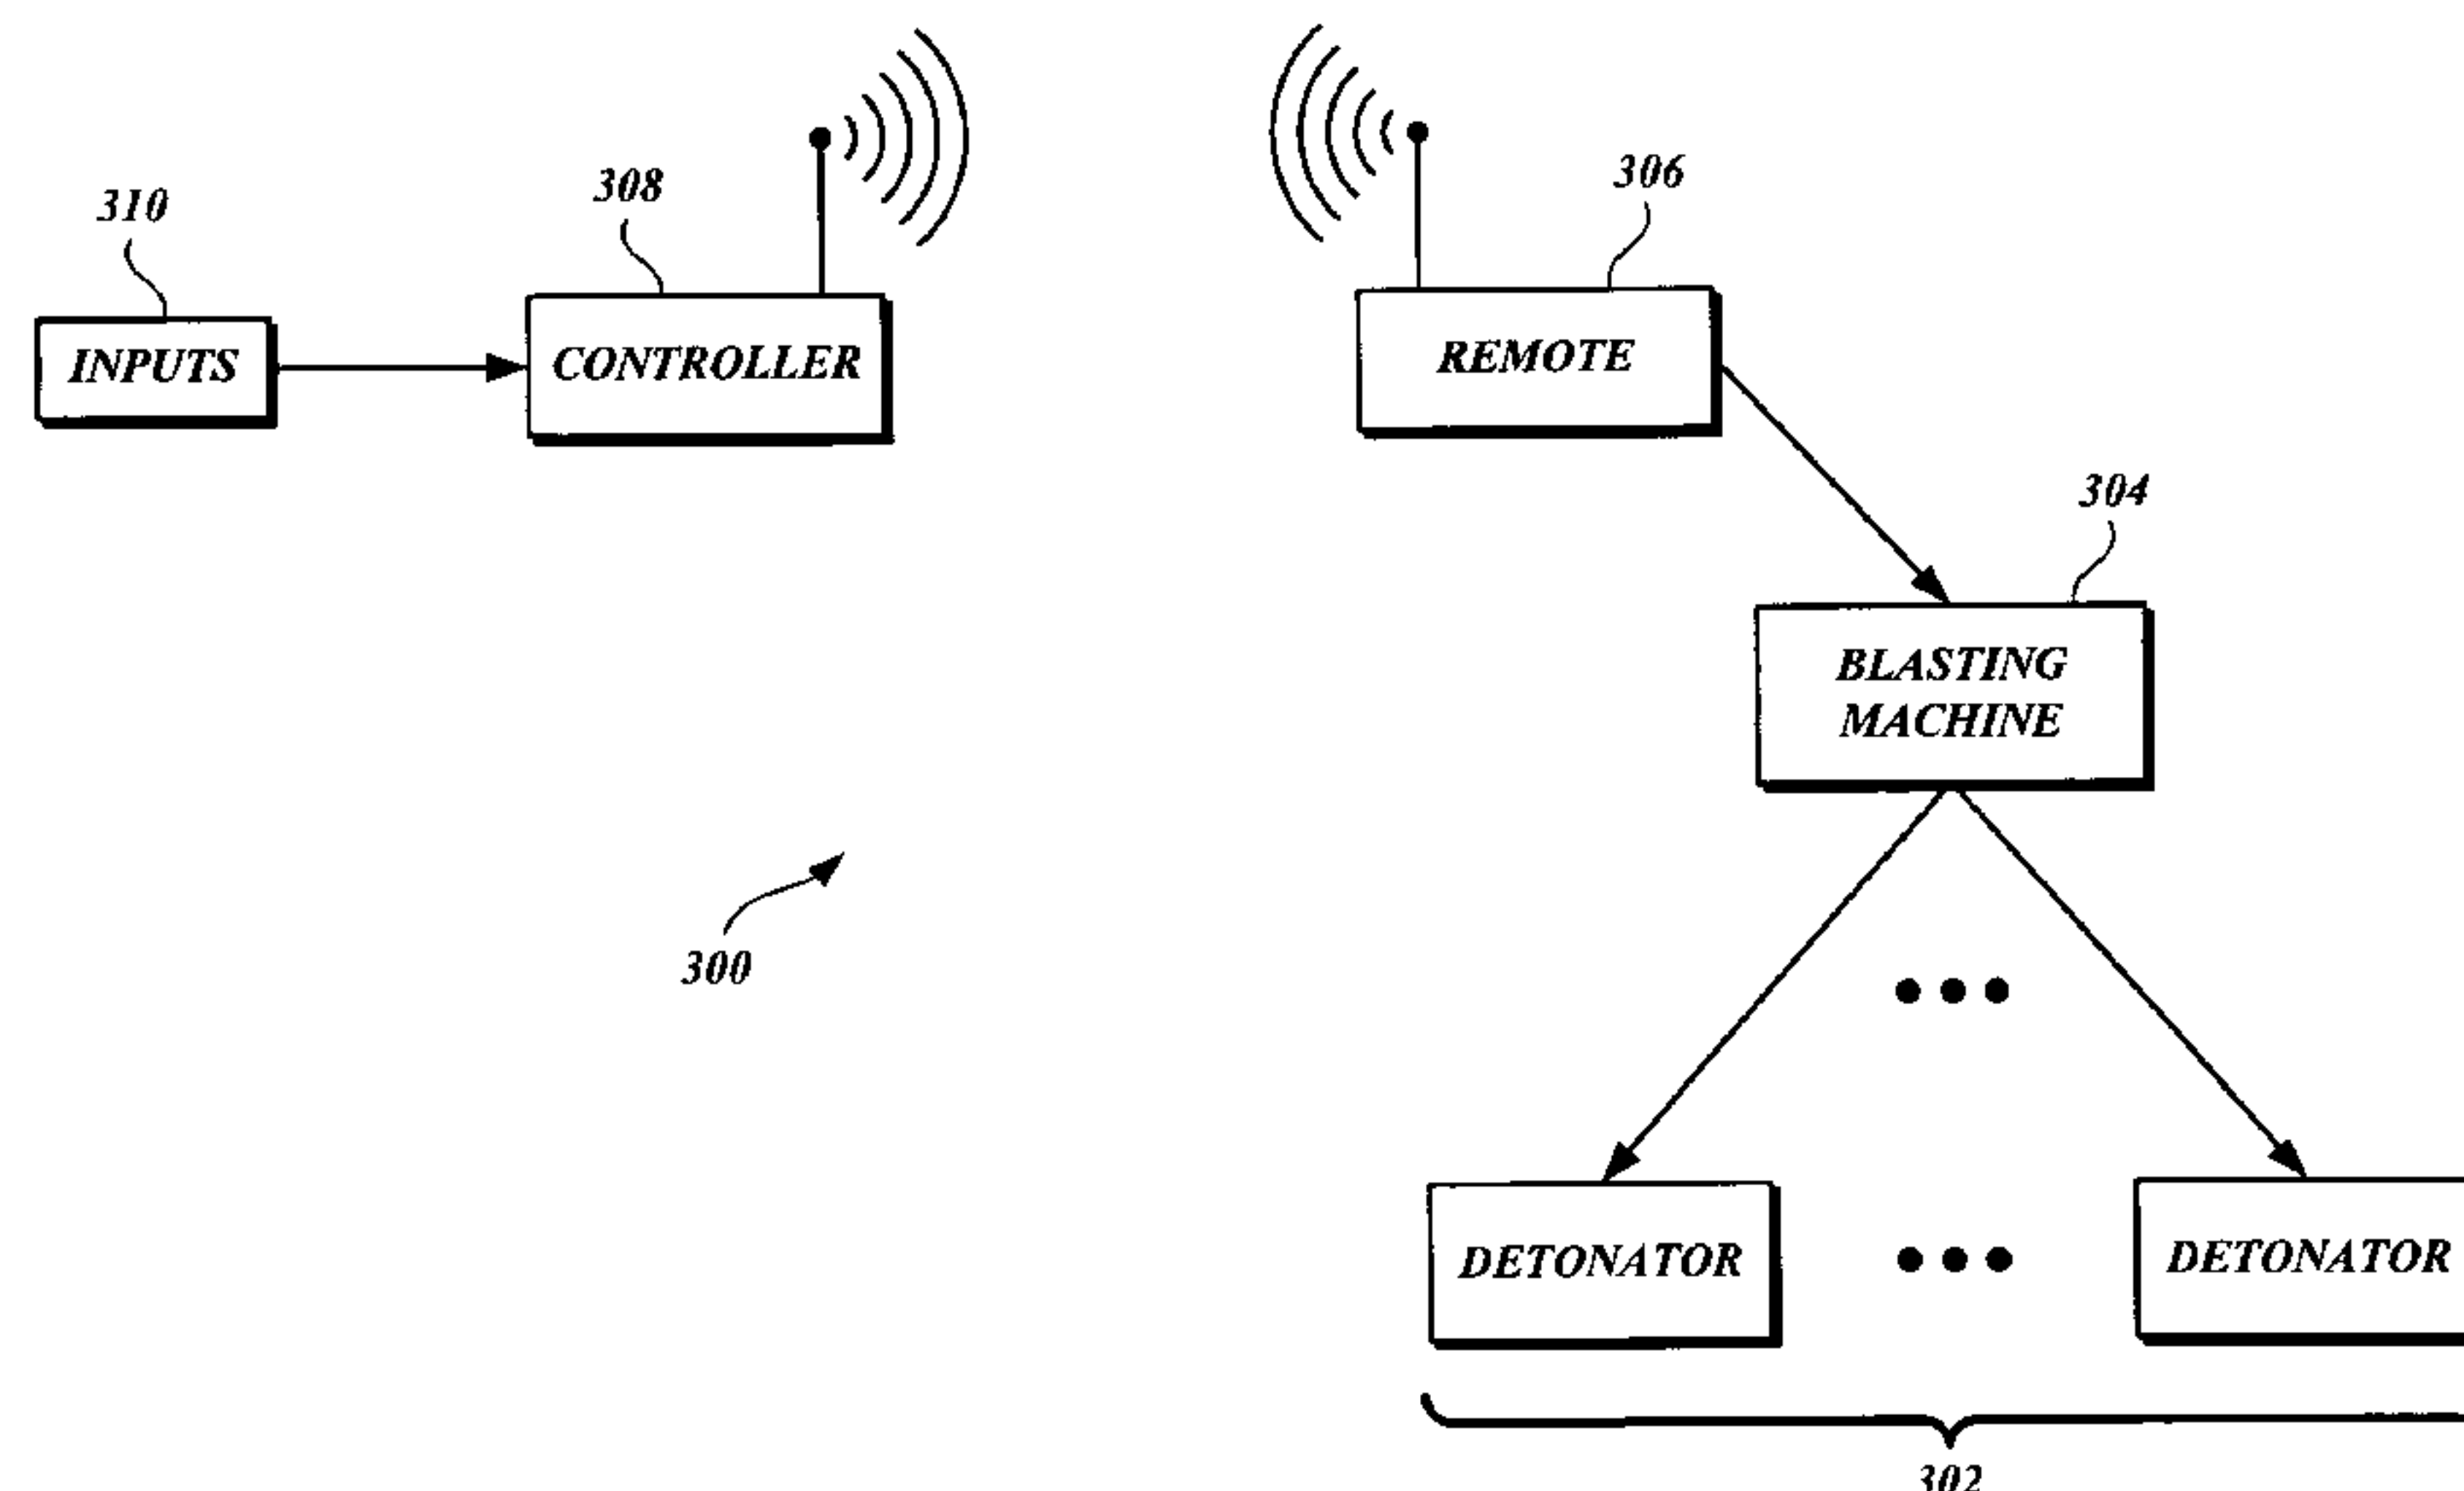 310
308
306
INPUTS
CONTROLLER
REMOTE
304
BLASTING
MACHINE
300
DETONATOR
DETONATOR
302